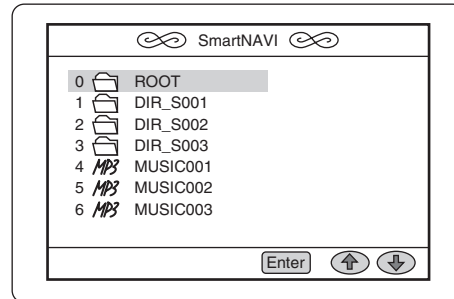 SmartNAVI
0 ROOT
1 DIR_S001
2 DIR_S002
3 DIR_S003
4 MP3 MUSIC001
5 MP3 MUSIC002
6 MP3 MUSIC003
Enter